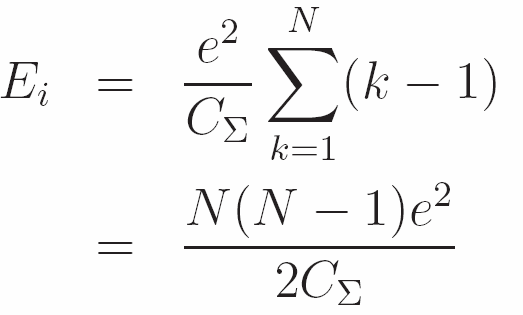 $E_i = \frac{e^2}{C_\Sigma} \sum_{k=1}^{N} (k-1)$
$= \frac{N(N-1)e^2}{2C_\Sigma}$